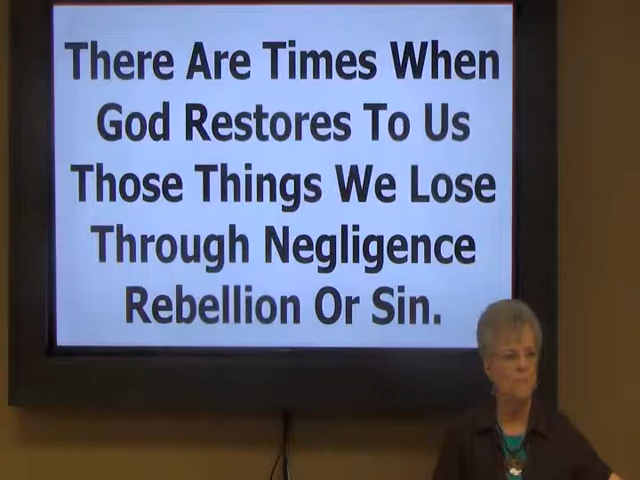 There Are Times When
God Restores To Us
Those Things We Lose
Through Negligence
Rebellion Or Sin.